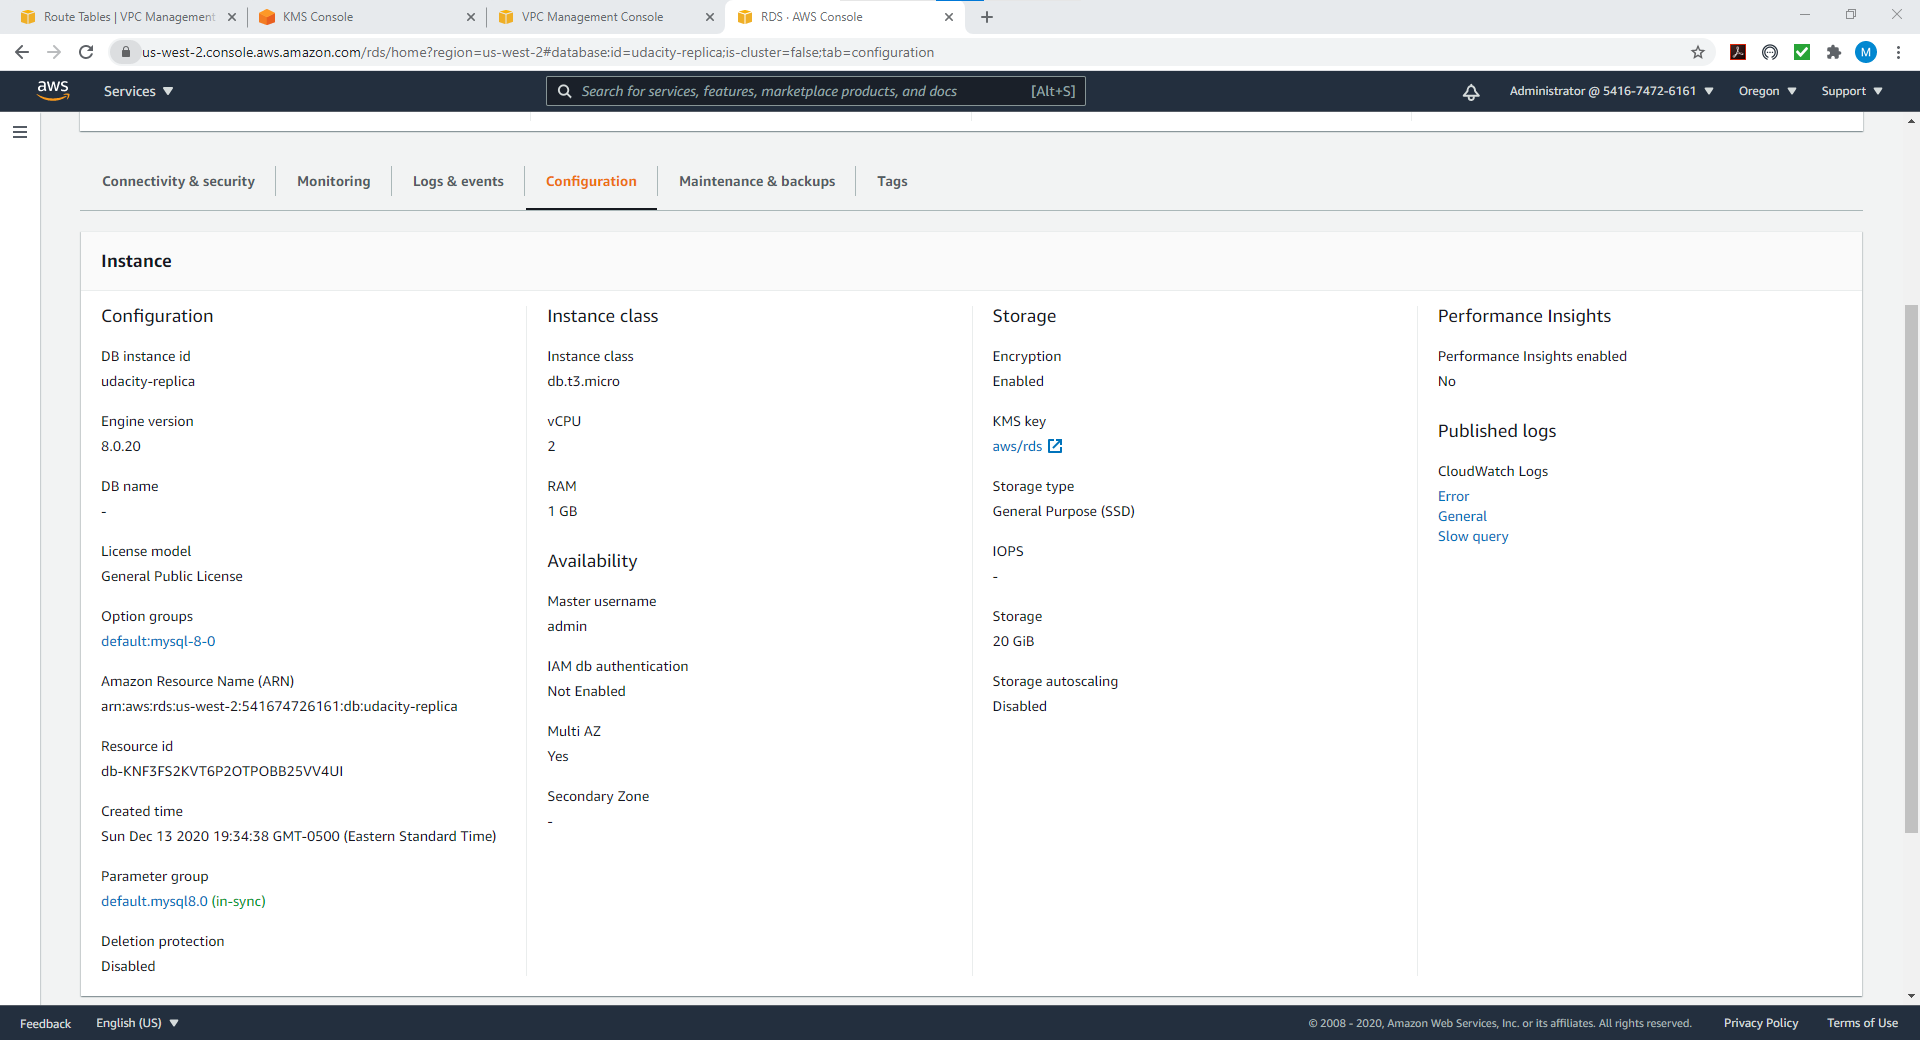 Route Tables | VPC Management
KMS Console
VPC Management Console
RDS · AWS Console
us-west-2.console.aws.amazon.com/rds/home?region=us-west-2#database:id=udacity-replica;is-cluster=false;tab=configuration
M
aws
Services
Search for services, features, marketplace products, and docs
[Alt+S]
Administrator @ 5416-7472-6161
Oregon
Support
Connectivity & security
Monitoring
Logs & events
Configuration
Maintenance & backups
Tags
Instance
Configuration
DB instance id
udacity-replica
Engine version
8.0.20
DB name
-
License model
General Public License
Option groups
default:mysql-8-0
Amazon Resource Name (ARN)
arn:aws:rds:us-west-2:541674726161:db:udacity-replica
Resource id
db-KNF3FS2KVT6P2OTPOBB25VV4UI
Created time
Sun Dec 13 2020 19:34:38 GMT-0500 (Eastern Standard Time)
Parameter group
default.mysql8.0 (in-sync)
Deletion protection
Disabled
Instance class
Instance class
db.t3.micro
vCPU
2
RAM
1 GB
Availability
Master username
admin
IAM db authentication
Not Enabled
Multi AZ
Yes
Secondary Zone
-
Storage
Encryption
Enabled
KMS key
aws/rds
Storage type
General Purpose (SSD)
IOPS
-
Storage
20 GiB
Storage autoscaling
Disabled
Performance Insights
Performance Insights enabled
No
Published logs
CloudWatch Logs
Error
General
Slow query
Feedback
English (US)
© 2008 - 2020, Amazon Web Services, Inc. or its affiliates. All rights reserved.
Privacy Policy
Terms of Use